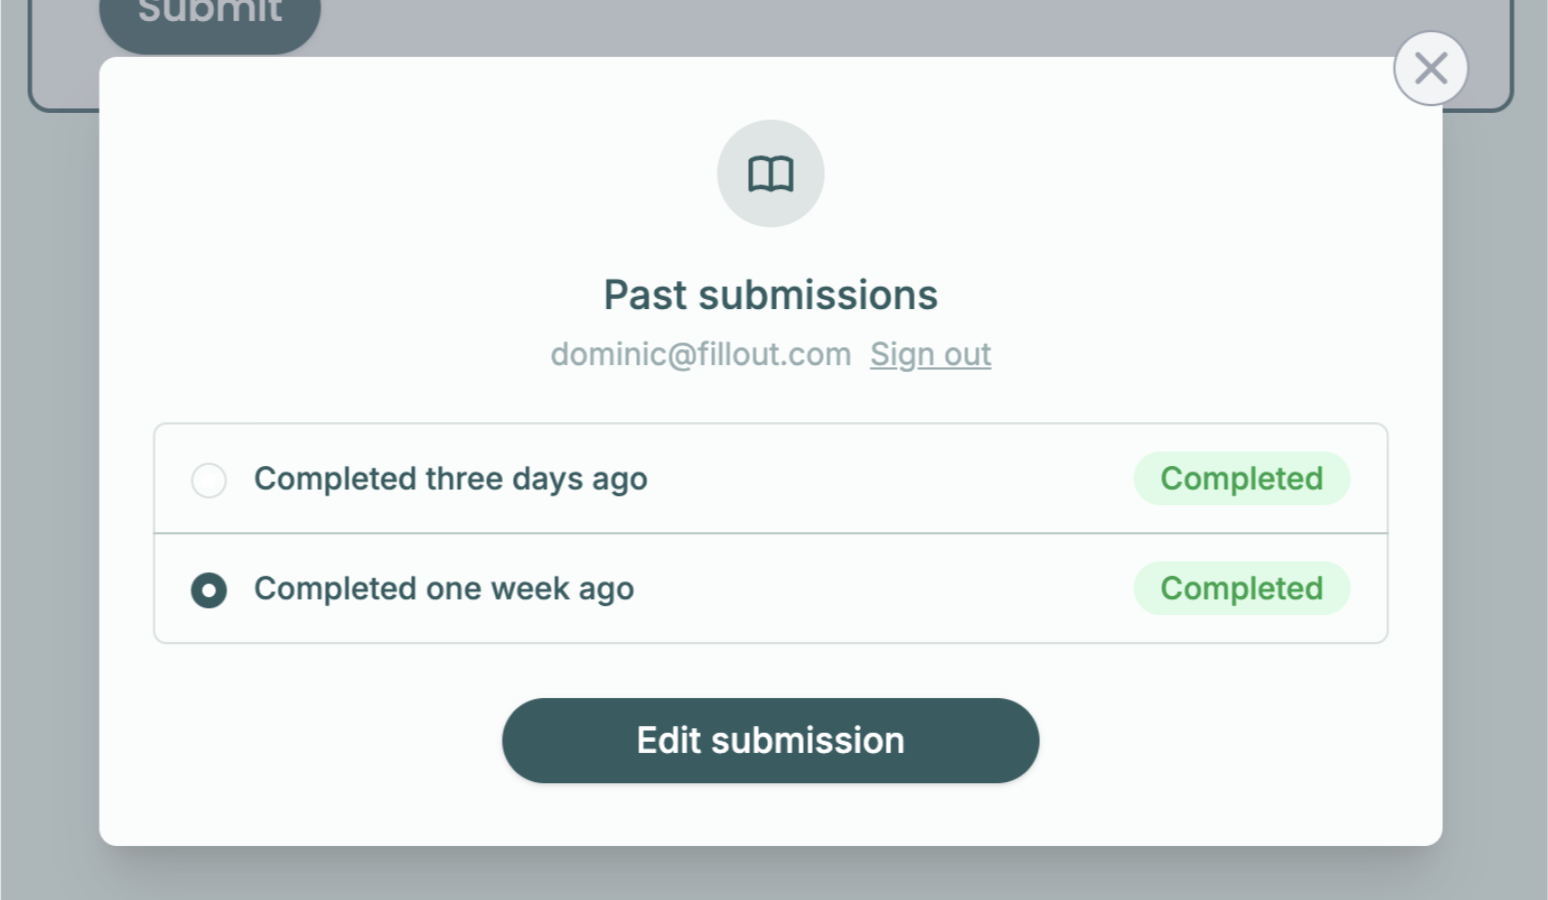 Submit
Past submissions
dominic@fillout.com Sign out
Completed three days ago Completed
Completed one week ago Completed
Edit submission